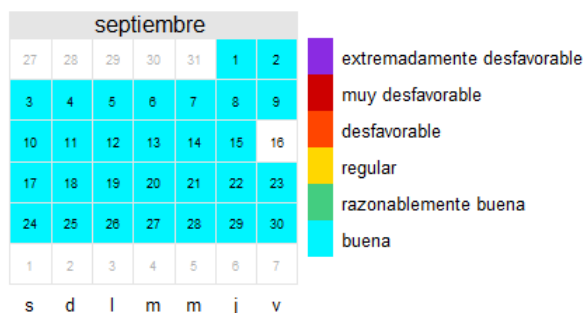 septiembre
27 28 29 30 31 1 2
3 4 5 6 7 8 9
10 11 12 13 14 15 16
17 18 19 20 21 22 23
24 25 26 27 28 29 30
1 2 3 4 5 6 7
s d l m m j v
extremadamente desfavorable
muy desfavorable
desfavorable
regular
razonablemente buena
buena